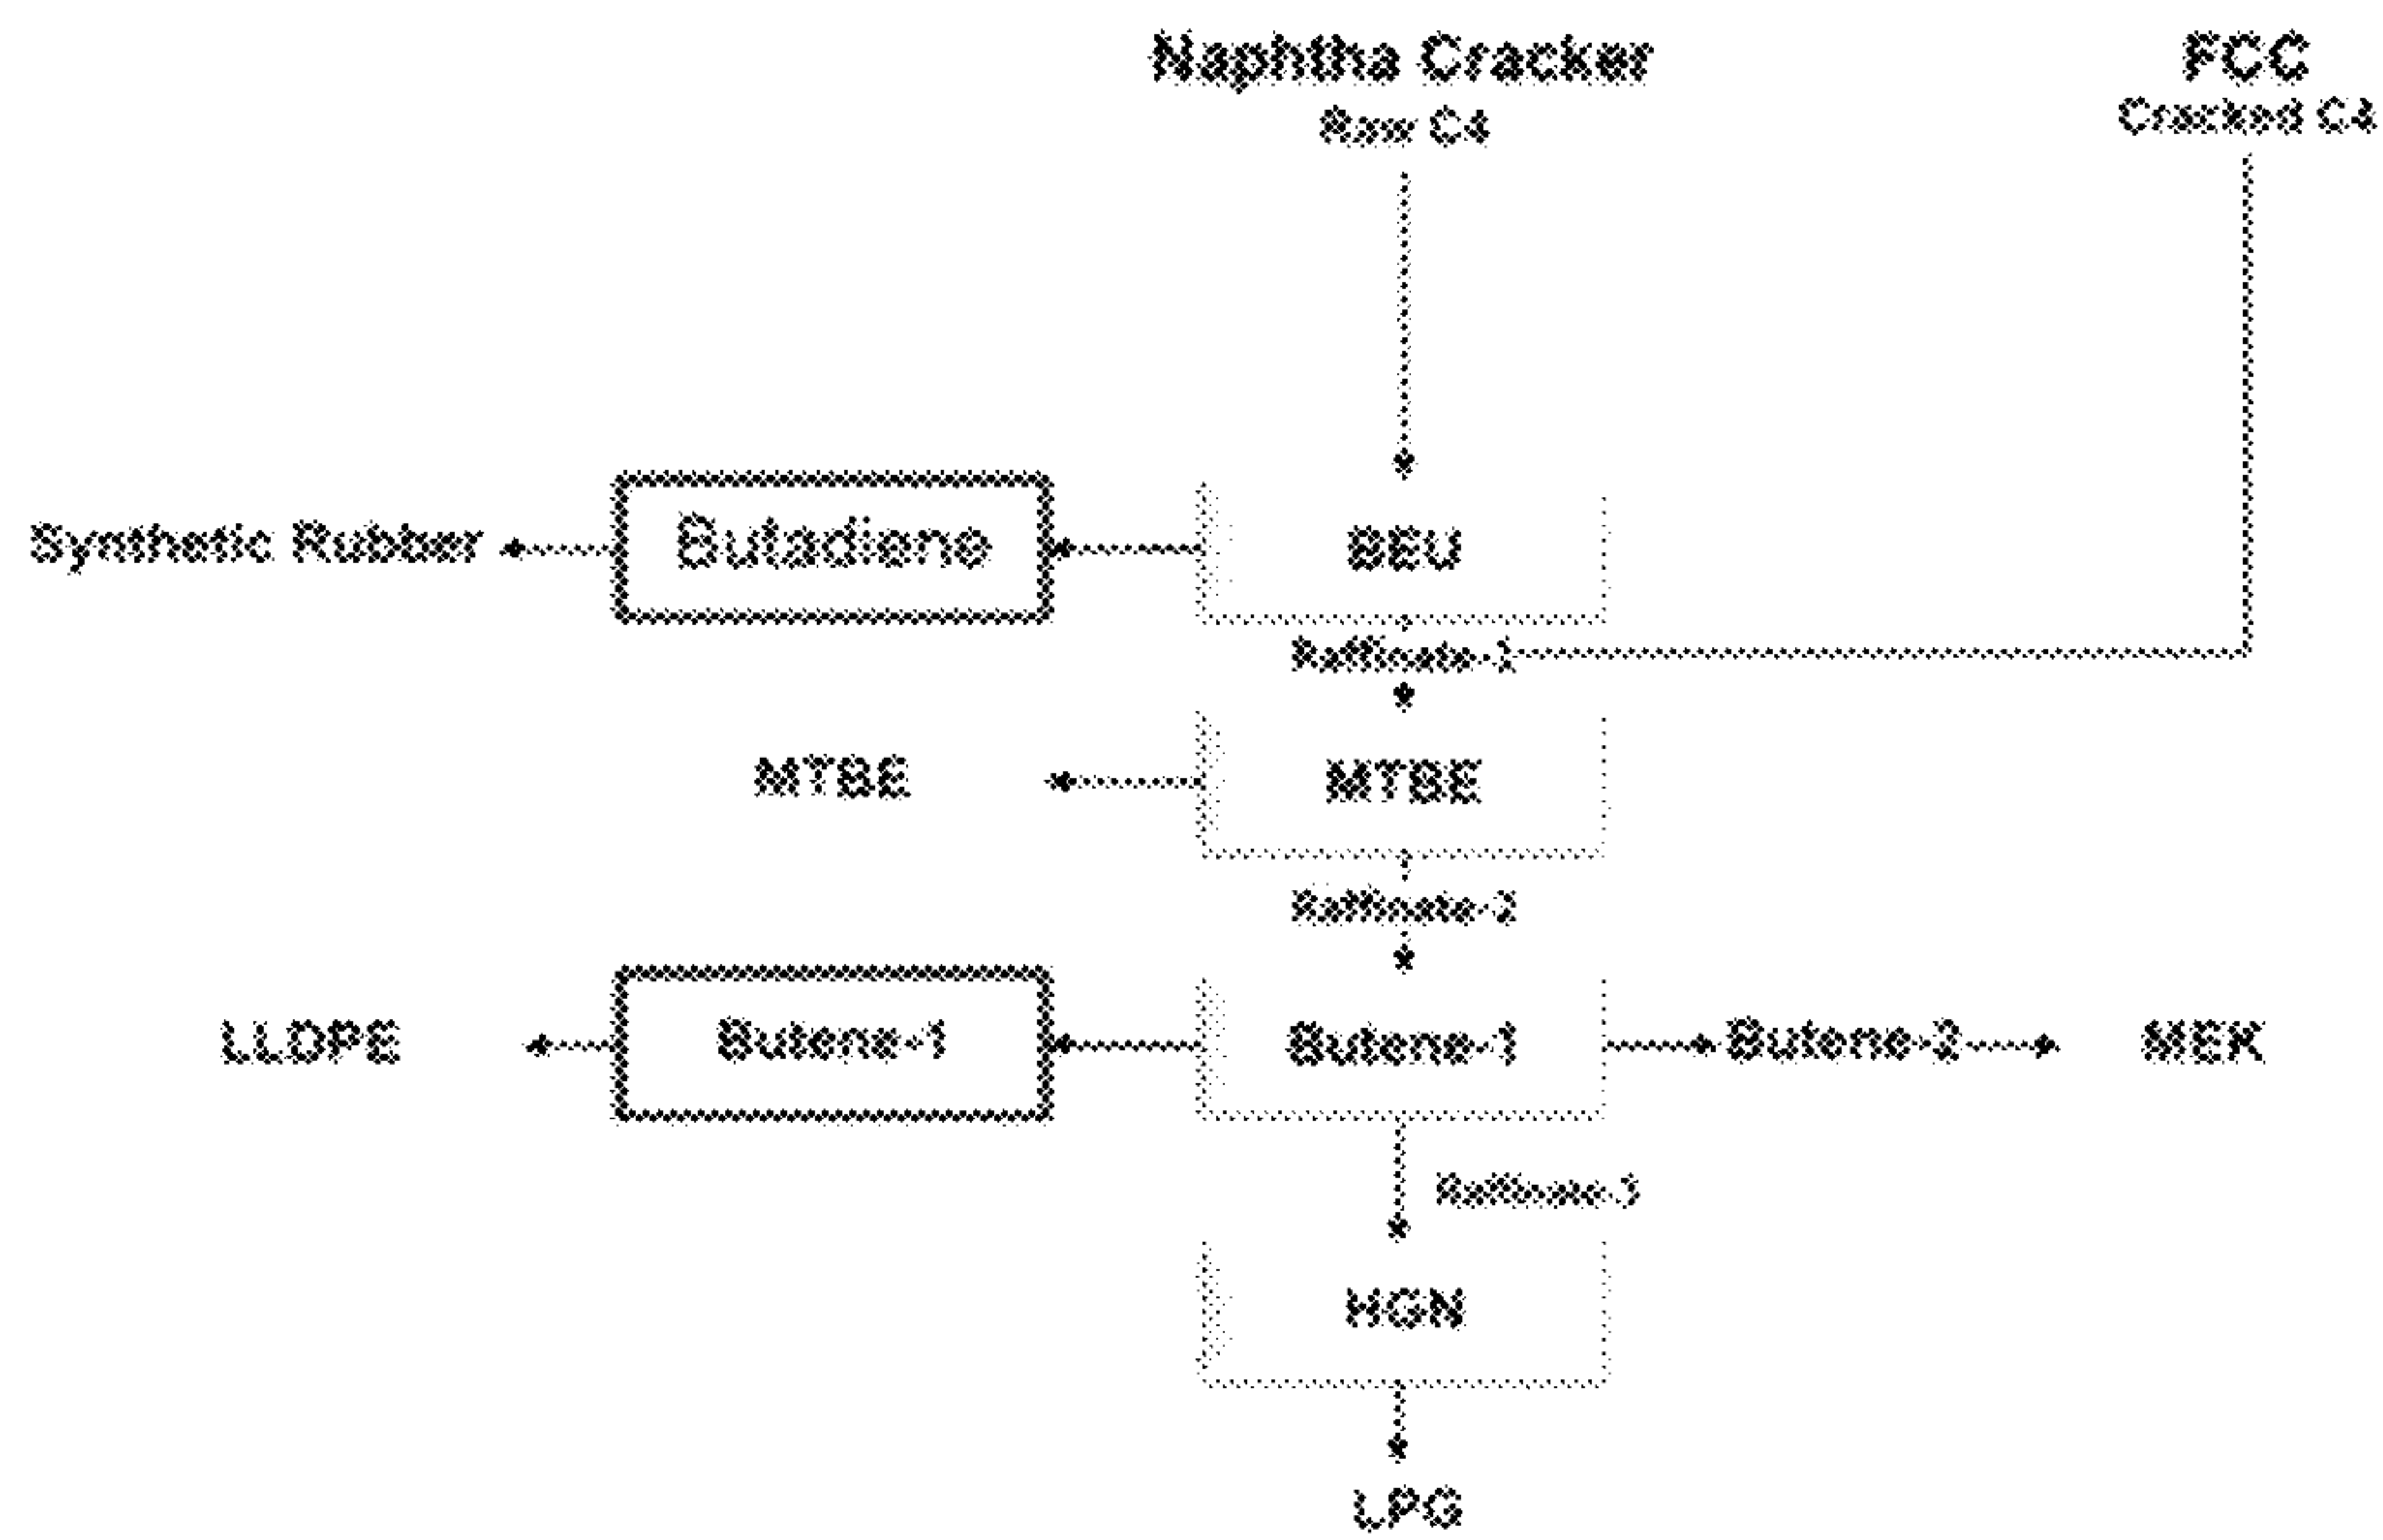 Naphtha Cracker
Raw C4
FCC
Cracked C4
Synthetic Rubber
Butadiene
BEU
Raffinate-1
MTBE
MTBE
Raffinate-2
LLDPE
Butene-1
Butene-1
Butene-2
MEK
Raffinate-3
HGN
LPG